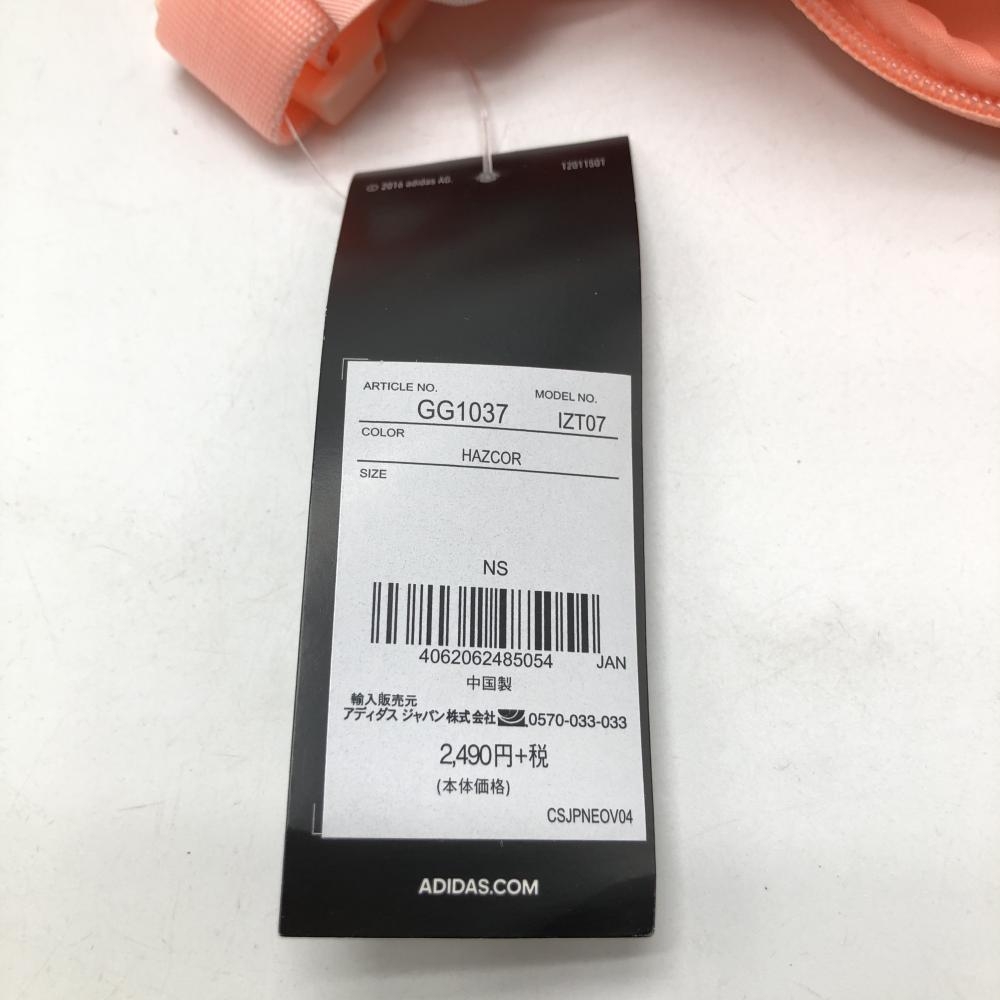 © 2016 adidas AG.
12011501
ARTICLE NO.
MODEL NO.
GG1037
IZT07
COLOR
HAZCOR
SIZE
NS
4062062485054 JAN
中国製
輸入販売元
アディダス ジャパン株式会社 0570-033-033
2,490円+税
(本体価格)
CSJPNEOV04
ADIDAS.COM